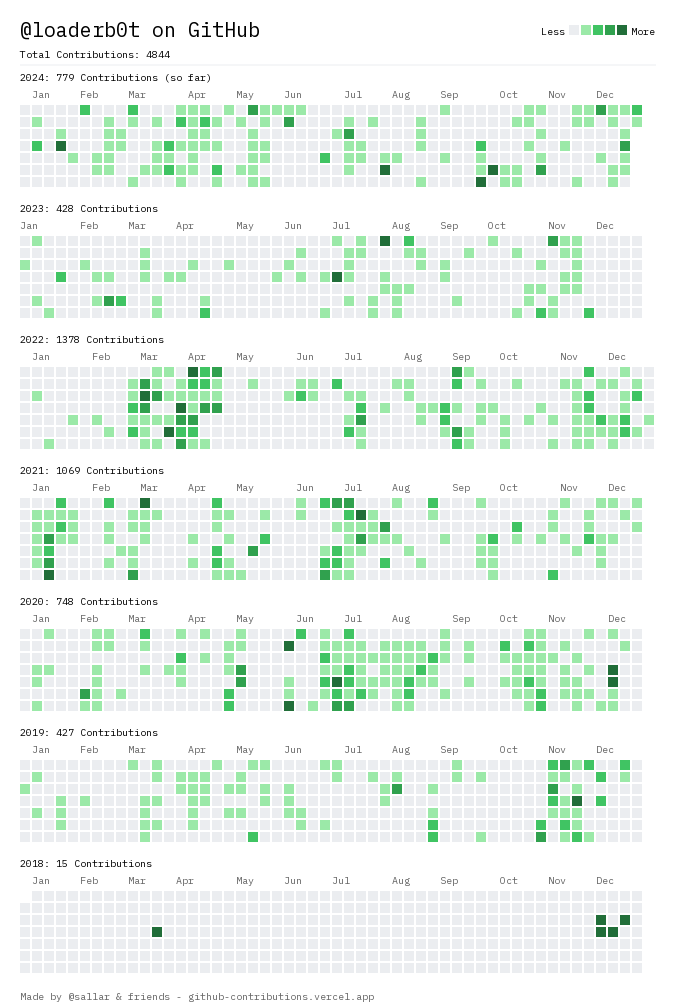 @loaderb0t on GitHub
Less More
Total Contributions: 4844
2024: 779 Contributions (so far)
Jan Feb Mar Apr May Jun Jul Aug Sep Oct Nov Dec
2023: 428 Contributions
Jan Feb Mar Apr May Jun Jul Aug Sep Oct Nov Dec
2022: 1378 Contributions
Jan Feb Mar Apr May Jun Jul Aug Sep Oct Nov Dec
2021: 1069 Contributions
Jan Feb Mar Apr May Jun Jul Aug Sep Oct Nov Dec
2020: 748 Contributions
Jan Feb Mar Apr May Jun Jul Aug Sep Oct Nov Dec
2019: 427 Contributions
Jan Feb Mar Apr May Jun Jul Aug Sep Oct Nov Dec
2018: 15 Contributions
Jan Feb Mar Apr May Jun Jul Aug Sep Oct Nov Dec
Made by @sallar & friends - github-contributions.vercel.app